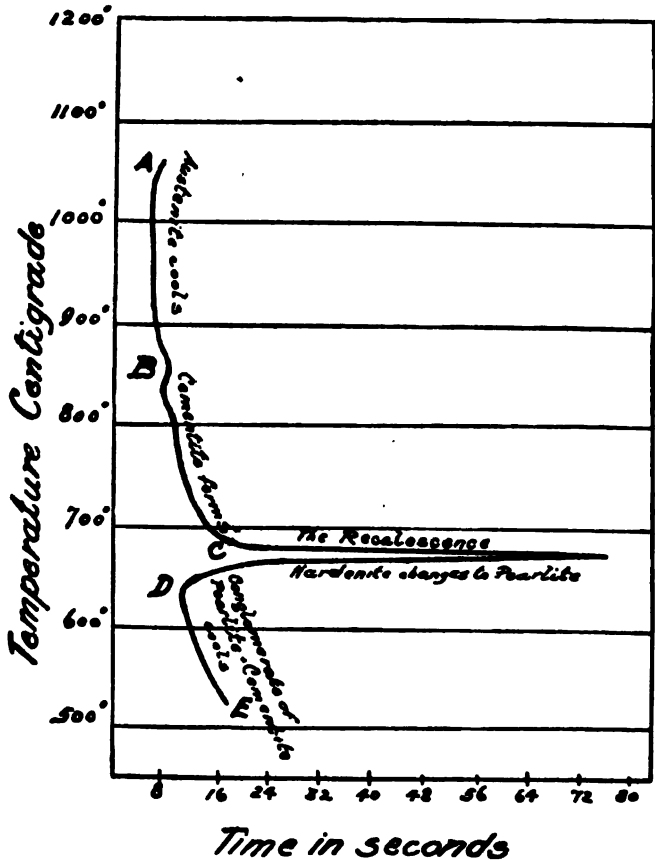 1200°
1100°
1000°
900°
800°
700°
600°
500°
Temperature Centigrade
A
Austenite cools
B
Cementite forms
C
The Recalescence
Hardenite changes to Pearlite
D
Conglomerate of
Pearlite-Cementite
cools
E
8 16 24 32 40 48 56 64 72 80
Time in seconds